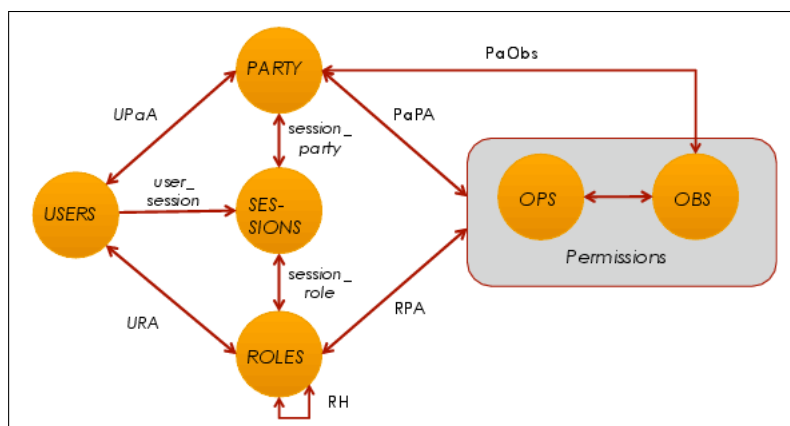 PARTY
PaObs
UPaA
session_
party
PaPA
user_
session
USERS
SES-
SIONS
OPS
OBS
Permissions
session_
role
URA
RPA
ROLES
RH